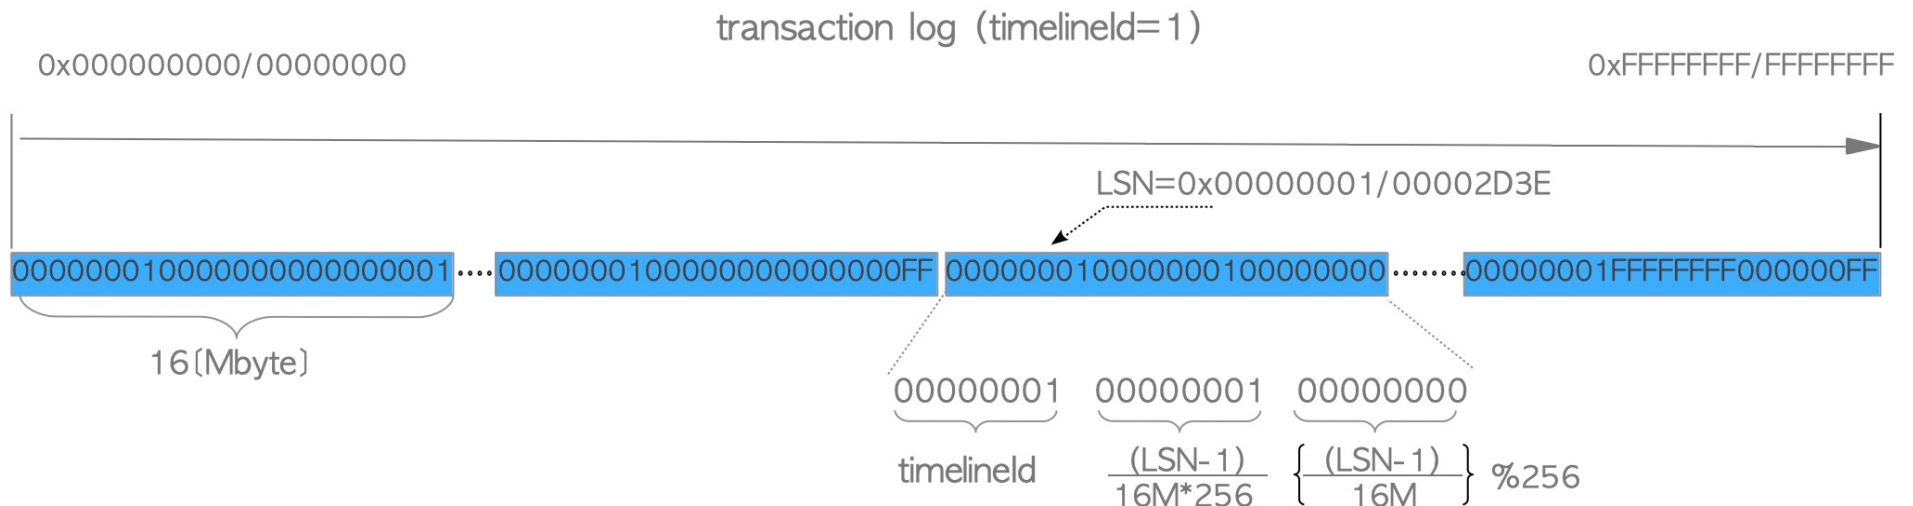 transaction log (timelineId=1)
0x000000000/00000000
0xFFFFFFFF/FFFFFFFF
LSN=0x00000001/00002D3E
000000010000000000000001
0000000100000000000000FF
000000010000000100000000
00000001FFFFFFFF000000FF
16[Mbyte]
00000001 00000001 00000000
timelineId
(LSN-1)
16M*256
{(LSN-1)
16M} %256